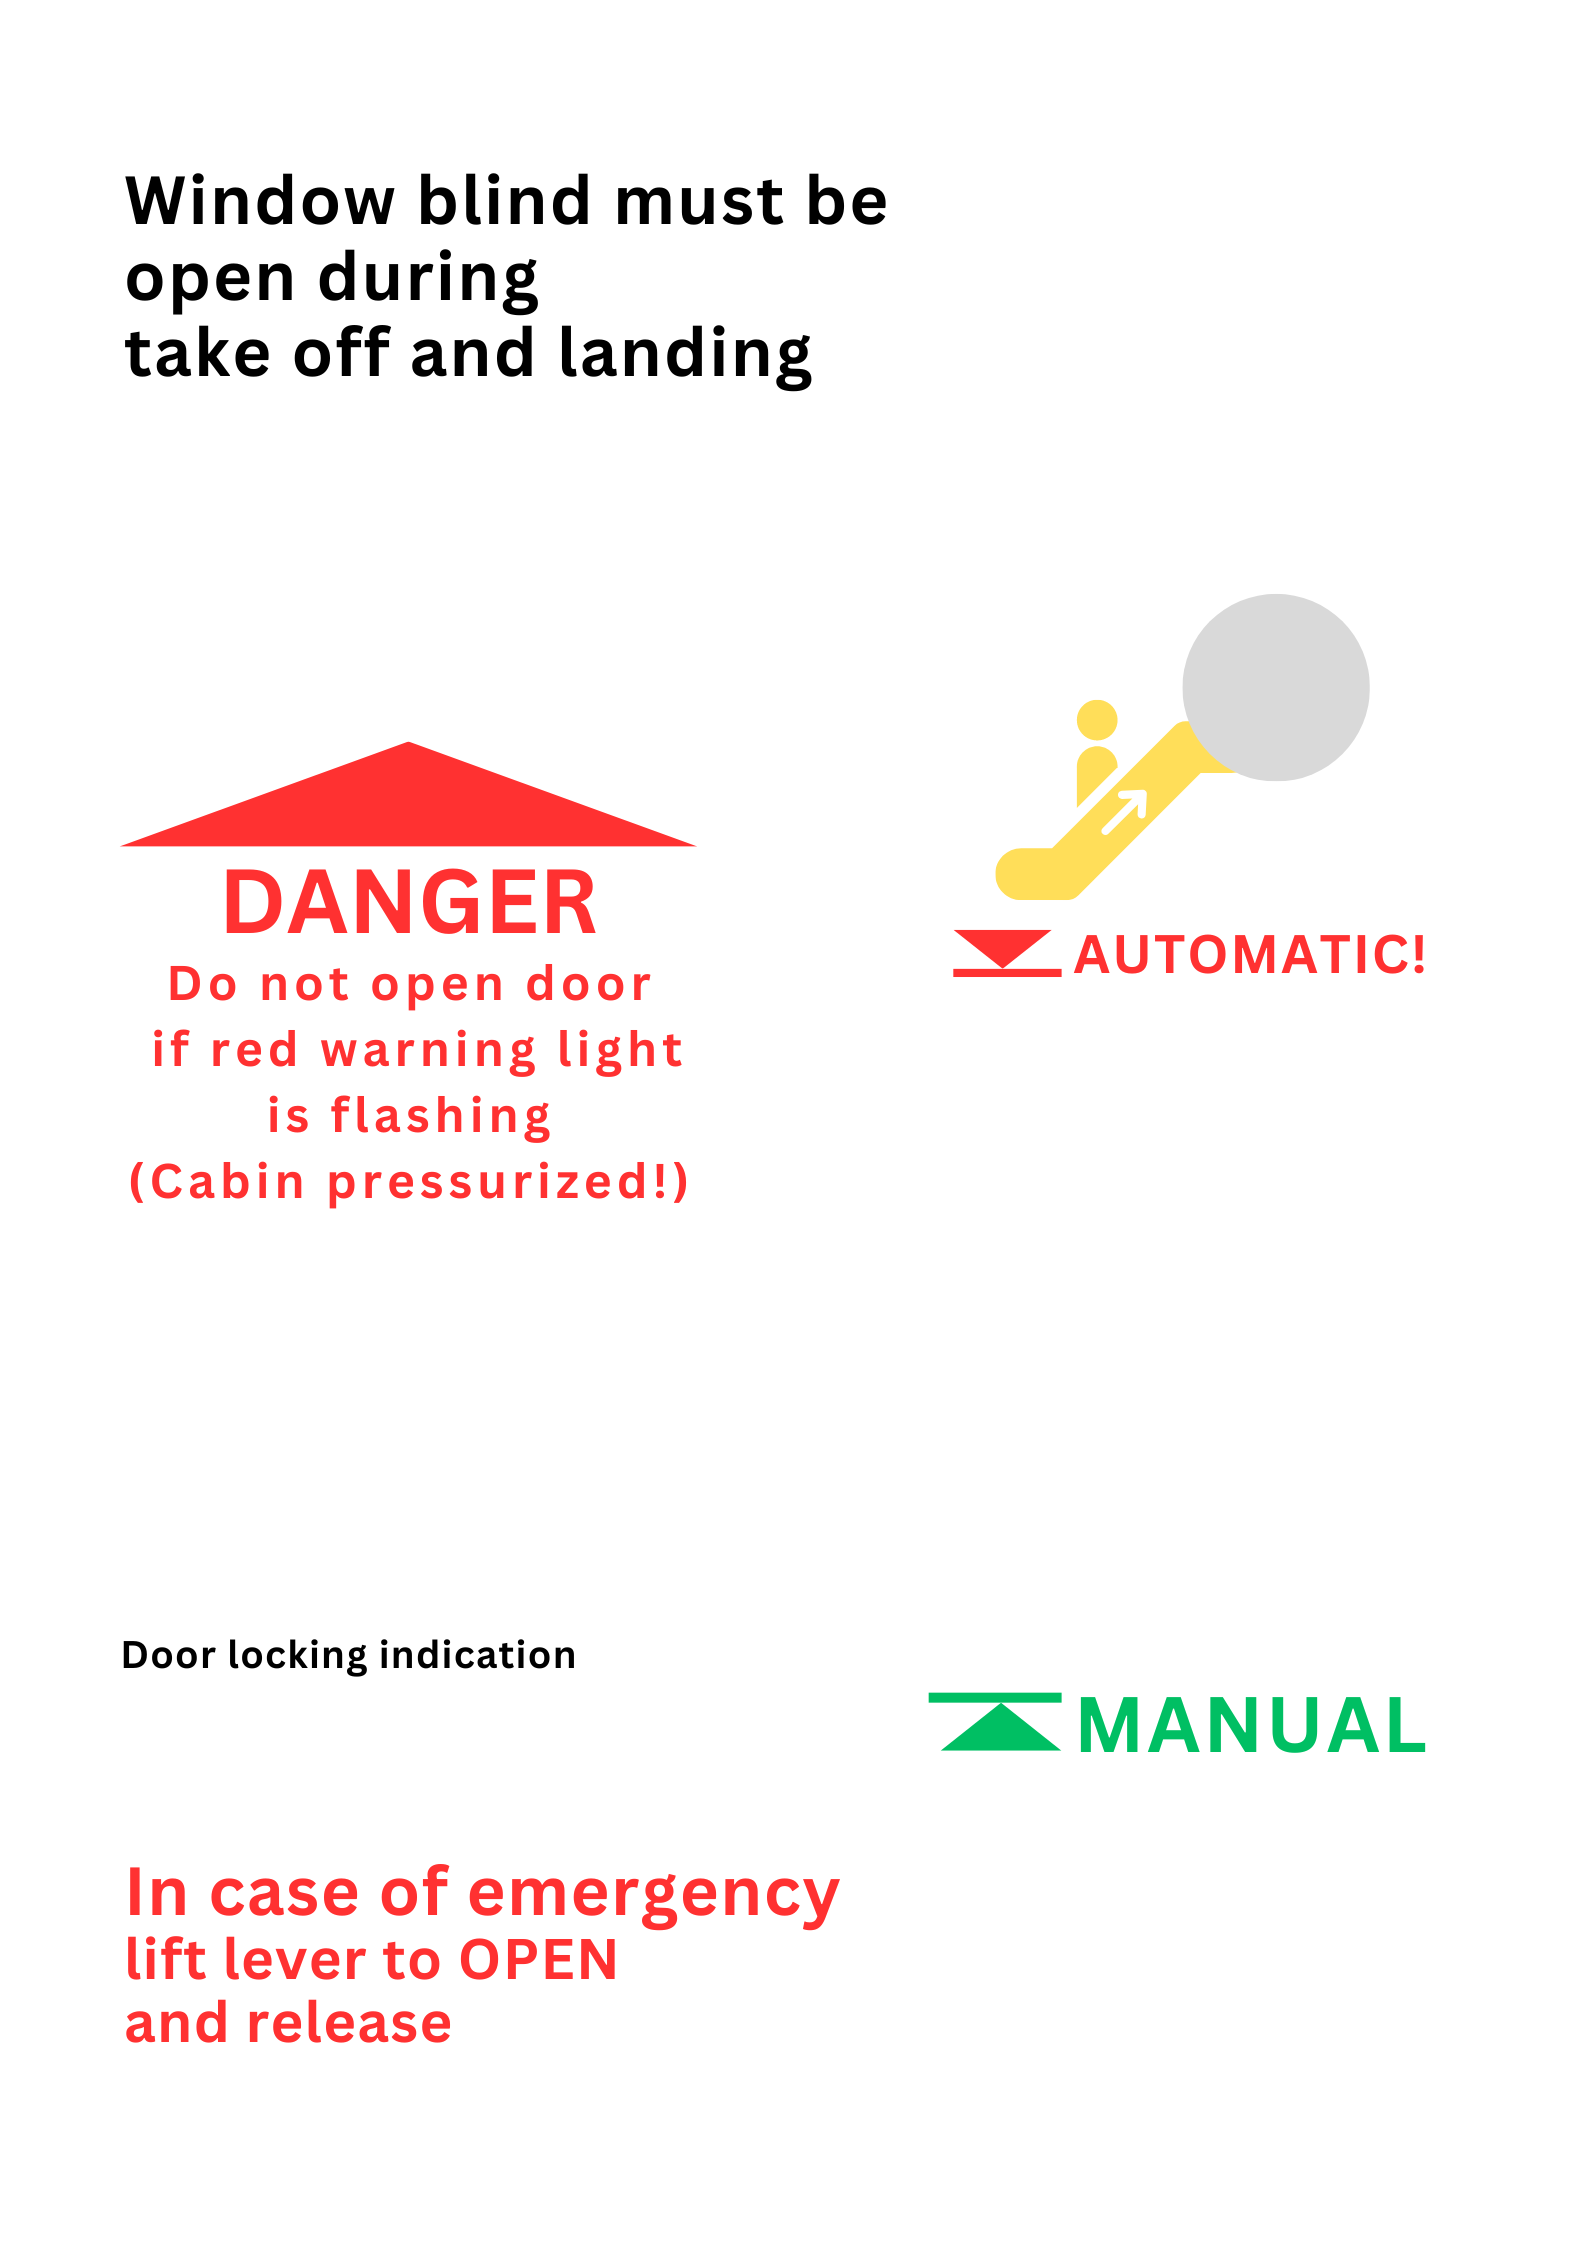 Window blind must be
open during
take off and landing
DANGER
Do not open door
if red warning light
is flashing
(Cabin pressurized!)
AUTOMATIC!
Door locking indication
MANUAL
In case of emergency
lift lever to OPEN
and release